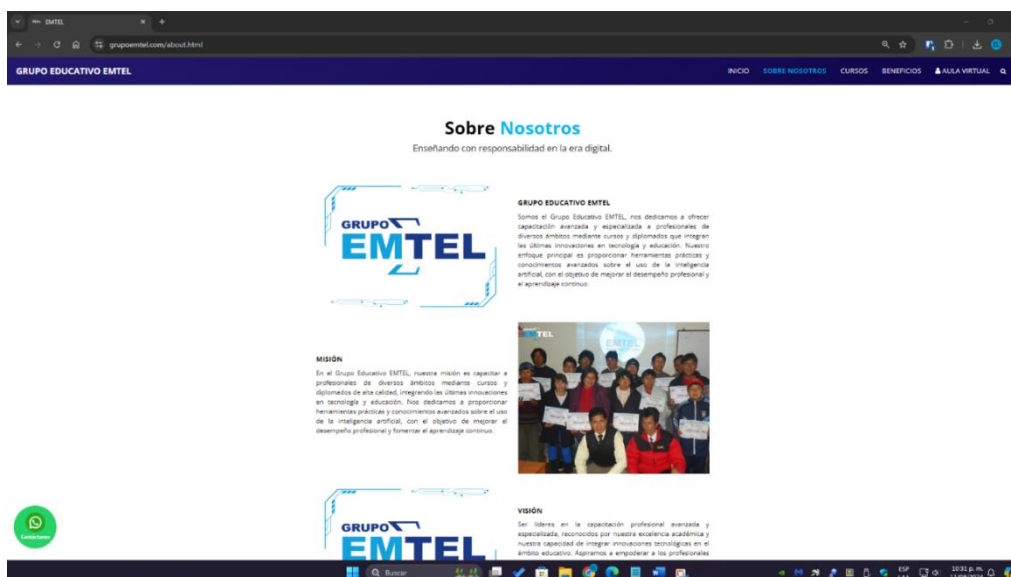 EMTEL
grupoemtel.com/about.html
GRUPO EDUCATIVO EMTEL
INICIO SOBRE NOSOTROS CURSOS BENEFICIOS AULA VIRTUAL
Sobre Nosotros
Enseñando con responsabilidad en la era digital.
GRUPO
EMTEL
GRUPO EDUCATIVO EMTEL
Somos el Grupo Educativo EMTEL, nos dedicamos a ofrecer
capacitación avanzada y especializada a profesionales de
diversos ámbitos mediante cursos y diplomados que integran
las últimas innovaciones en tecnología y educación. Nuestro
enfoque principal es proporcionar herramientas prácticas y
conocimientos avanzados sobre el uso de la inteligencia
artificial, con el objetivo de mejorar el desempeño profesional y
el aprendizaje continuo.
MISIÓN
En el Grupo Educativo EMTEL, nuestra misión es capacitar a
profesionales de diversos ámbitos mediante cursos y
diplomados de alta calidad, integrando las últimas innovaciones
en tecnología y educación. Nos dedicamos a proporcionar
herramientas prácticas y conocimientos avanzados sobre el uso
de la inteligencia artificial, con el objetivo de mejorar el
desempeño profesional y fomentar el aprendizaje continuo.
EMTEL
EMTEL
GRUPO
EMTEL
VISIÓN
Ser líderes en la capacitación profesional avanzada y
especializada, reconocidos por nuestra excelencia académica y
nuestra capacidad de integrar innovaciones tecnológicas en el
ámbito educativo. Aspiramos a empoderar a los profesionales
Contáctanos
Buscar
ESP
10:31 p. m.